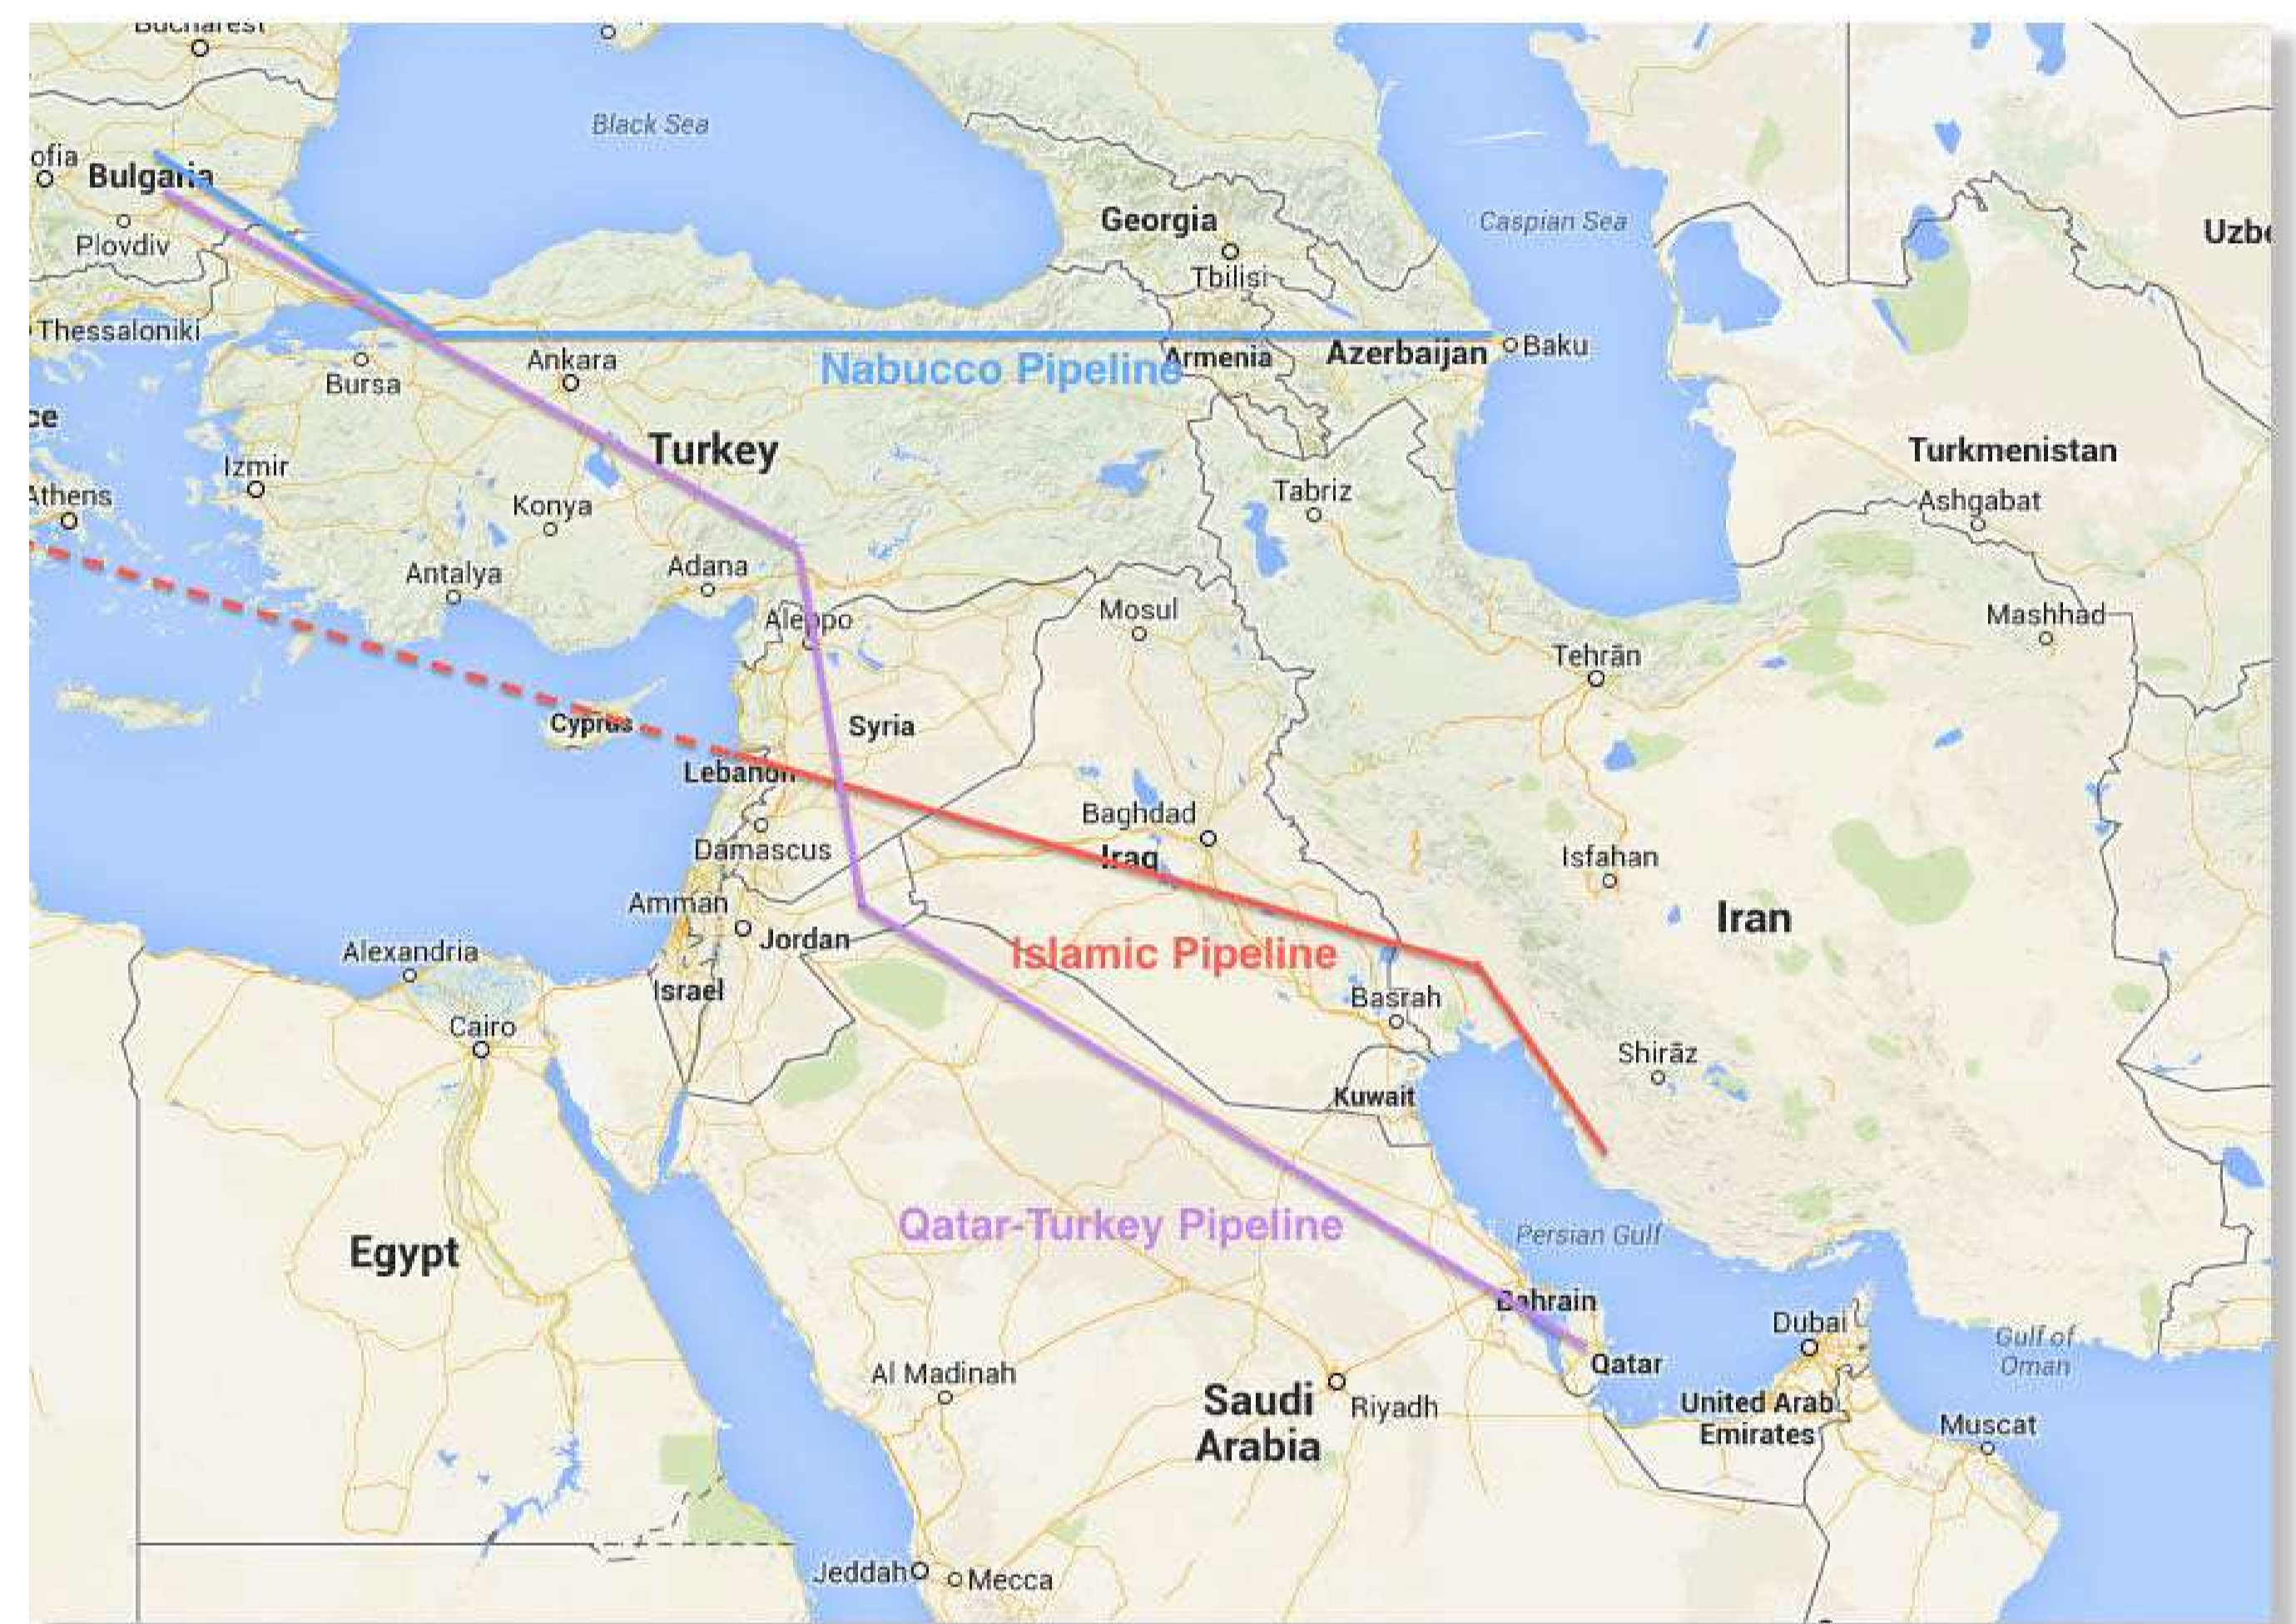 Bucharest
Black Sea
ofia
Bulgaria
Plovdiv
Georgia
Tbilisi
Caspian Sea
Uzbe
Thessaloniki
Bursa
Ankara
Nabucco Pipeline
Armenia
Azerbaijan
Baku
ce
Turkey
Izmir
Konya
Athens
Tabriz
Turkmenistan
Ashgabat
Antalya
Adana
Aleppo
Mosul
Mashhad
Tehrān
Cyprus
Syria
Lebanon
Baghdad
Iraq
Damascus
Isfahan
Amman
Jordan
Iran
Alexandria
Islamic Pipeline
Israel
Basrah
Cairo
Shirāz
Kuwait
Qatar-Turkey Pipeline
Persian Gulf
Egypt
Bahrain
Dubai
Gulf of
Oman
Qatar
Al Madinah
Saudi
Arabia
Riyadh
United Arab
Emirates
Muscat
Jeddah
Mecca